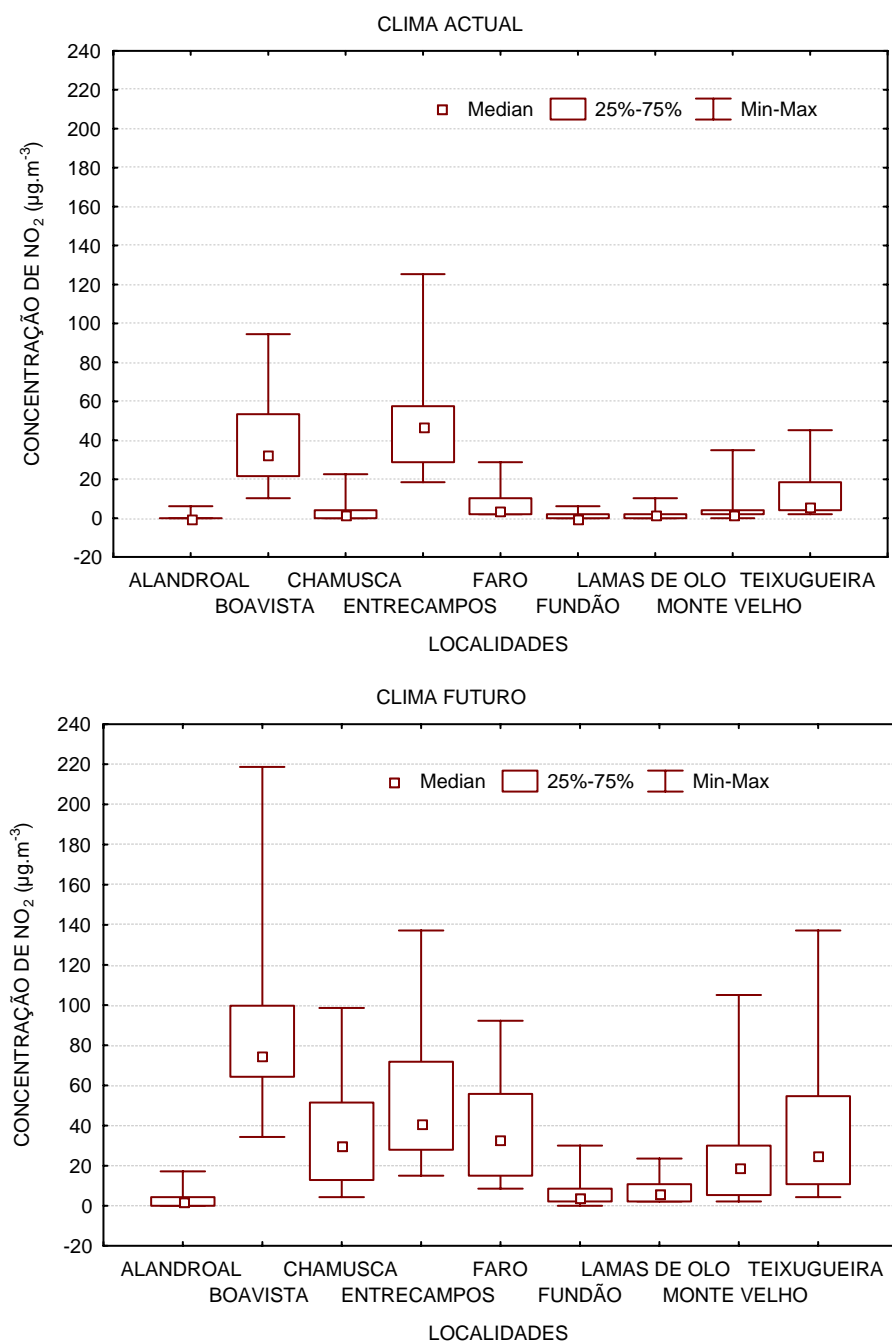 CLIMA ACTUAL
240
220
200
180
160
140
120
100
80
60
40
20
0
-20
CONCENTRAÇÃO DE NO₂ (µg.m⁻³)
Median 25%-75% Min-Max
ALANDROAL CHAMUSCA FARO LAMAS DE OLO TEIXUGUEIRA
BOAVISTA ENTRECAMPOS FUNDÃO MONTE VELHO
LOCALIDADES
CLIMA FUTURO
240
220
200
180
160
140
120
100
80
60
40
20
0
-20
CONCENTRAÇÃO DE NO₂ (µg.m⁻³)
Median 25%-75% Min-Max
ALANDROAL CHAMUSCA FARO LAMAS DE OLO TEIXUGUEIRA
BOAVISTA ENTRECAMPOS FUNDÃO MONTE VELHO
LOCALIDADES